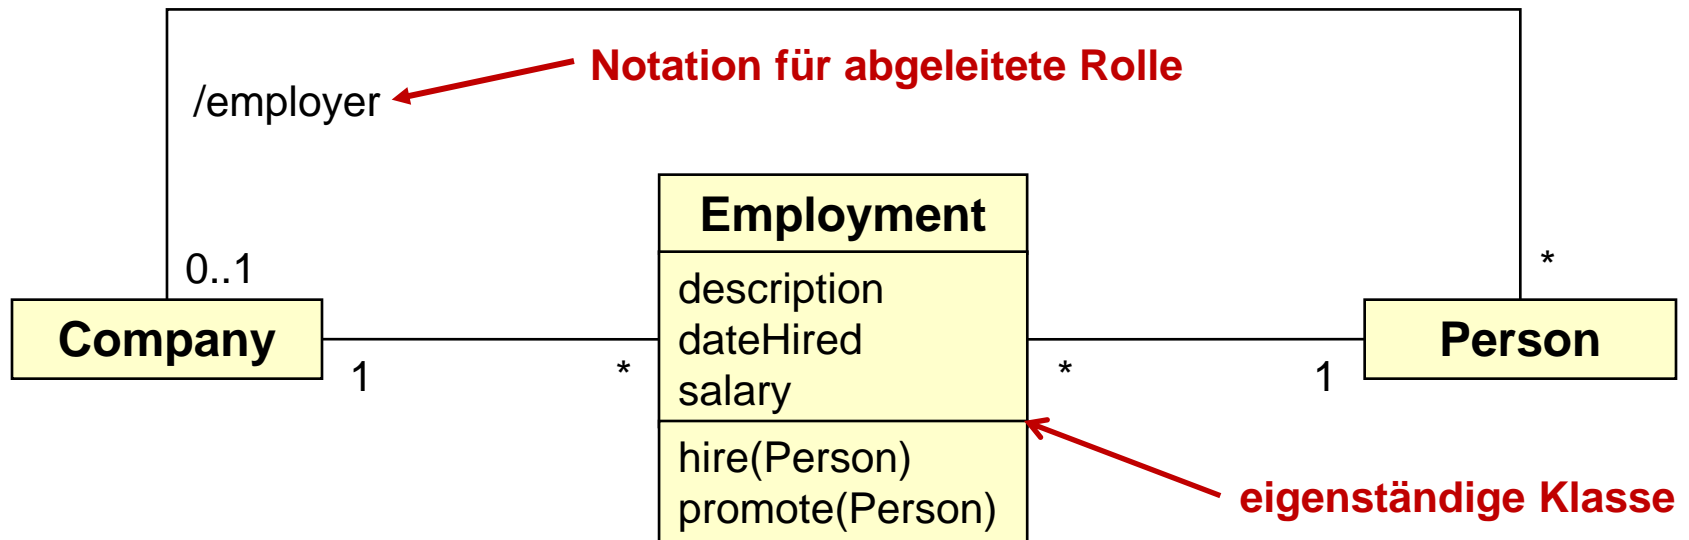 Notation für abgeleitete Rolle
/employer
Employment
0..1
*
description
dateHired
salary
Company
Person
1
*
*
1
hire(Person)
promote(Person)
eigenständige Klasse